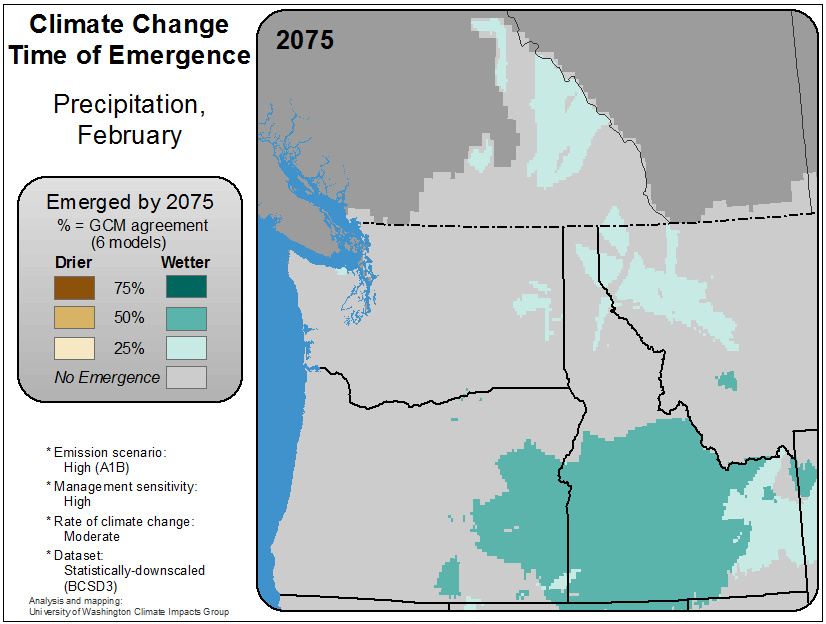 Climate Change
Time of Emergence
Precipitation,
February
Emerged by 2075
% = GCM agreement
(6 models)
Drier Wetter
75%
50%
25%
No Emergence
* Emission scenario:
High (A1B)
* Management sensitivity:
High
* Rate of climate change:
Moderate
* Dataset:
Statistically-downscaled
(BCSD3)
Analysis and mapping:
University of Washington Climate Impacts Group
2075